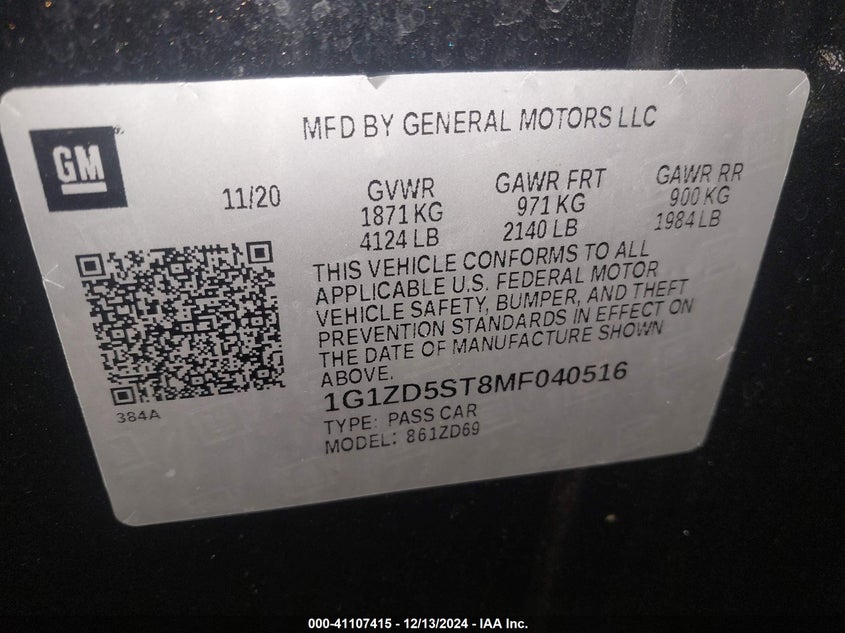 MFD BY GENERAL MOTORS LLC
GM
11/20
GVWR
1871 KG
4124 LB
GAWR FRT
971 KG
2140 LB
GAWR RR
900 KG
1984 LB
THIS VEHICLE CONFORMS TO ALL
APPLICABLE U.S. FEDERAL MOTOR
VEHICLE SAFETY, BUMPER, AND THEFT
PREVENTION STANDARDS IN EFFECT ON
THE DATE OF MANUFACTURE SHOWN
ABOVE.
384A
1G1ZD5ST8MF040516
TYPE: PASS CAR
MODEL: 861ZD69
000-41107415 - 12/13/2024 - IAA Inc.